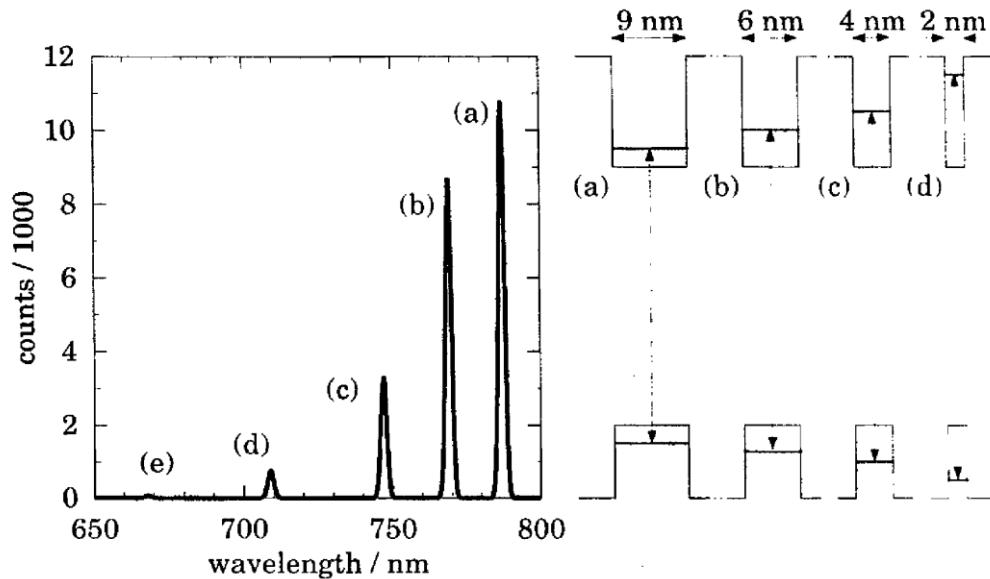 9 nm 6 nm 4 nm 2 nm
12
10
8
6
4
2
0
counts / 1000
(a)
(b)
(c)
(d)
(e)
650 700 750 800
wavelength / nm
(a) (b) (c) (d)